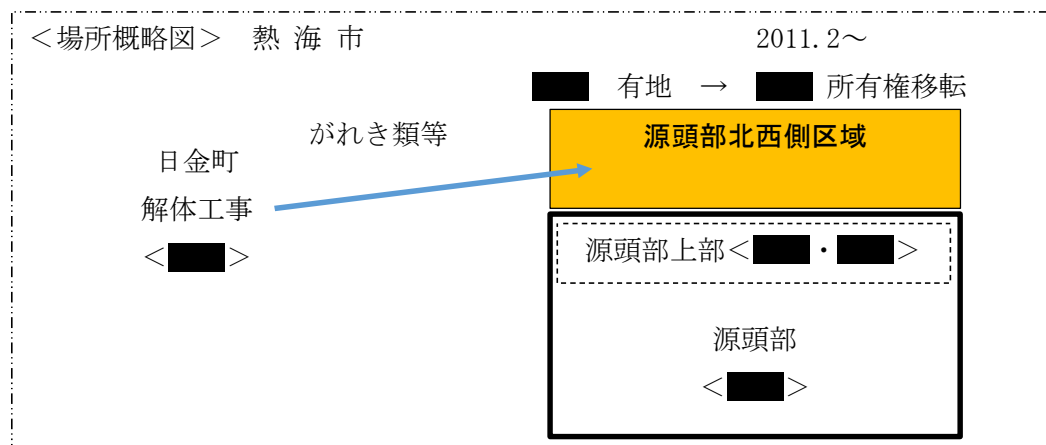 <場所概略図> 熱 海 市
2011.2~
有地 → 所有権移転
がれき類等
源頭部北西側区域
日金町
解体工事
< >
源頭部上部< ・ >
源頭部
< >